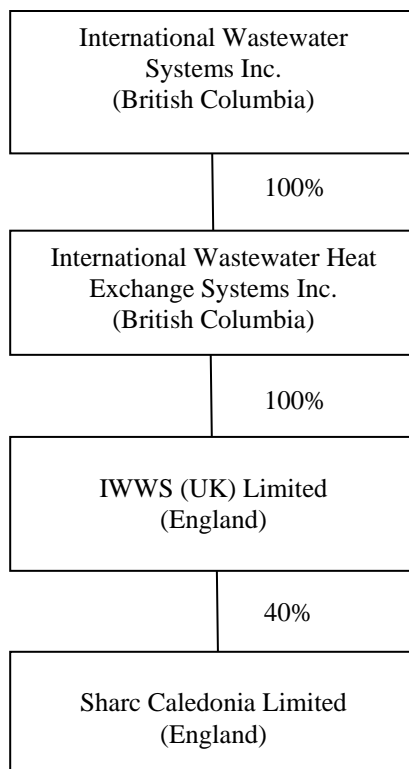 International Wastewater
Systems Inc.
(British Columbia)
100%
International Wastewater Heat
Exchange Systems Inc.
(British Columbia)
100%
IWWS (UK) Limited
(England)
40%
Sharc Caledonia Limited
(England)